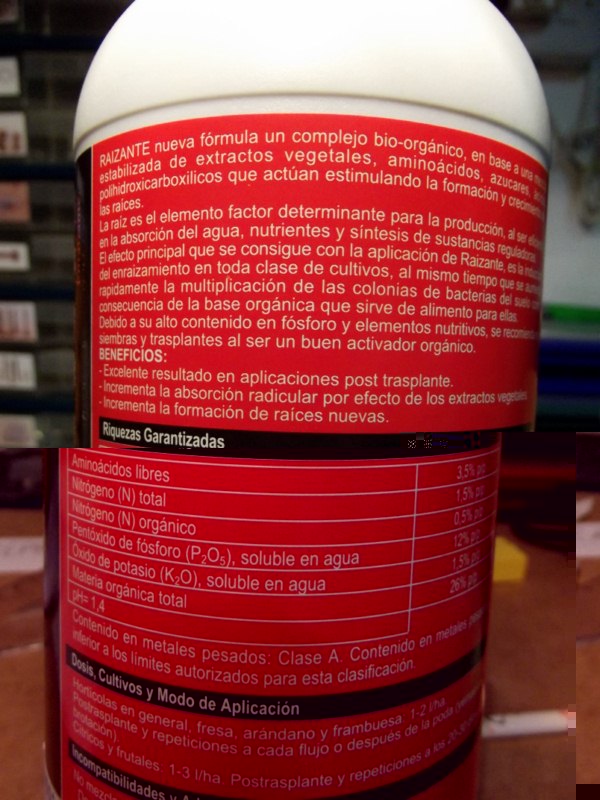 RAIZANTE nueva fórmula un complejo bio-orgánico, en base a una
estabilizada de extractos vegetales, aminoácidos, azucares,
polihidroxicarboxilicos que actúan estimulando la formación y
las raíces.
La raíz es el elemento factor determinante para la producción, al ser
en la absorción del agua, nutrientes y síntesis de sustancias reguladoras.
El efecto principal que se consigue con la aplicación de Raizante, es la
del enraizamiento en toda clase de cultivos, al mismo tiempo que se
rapidamente la multiplicación de las colonias de bacterias del suelo
consecuencia de la base orgánica que sirve de alimento para ellas.
Debido a su alto contenido en fósforo y elementos nutritivos, se
siembras y trasplantes al ser un buen activador orgánico.
BENEFICIOS:
- Excelente resultado en aplicaciones post trasplante.
- Incrementa la absorción radicular por efecto de los extractos vegetales.
- Incrementa la formación de raíces nuevas.
Riquezas Garantizadas
Aminoácidos libres 3,5% p/p
Nitrógeno (N) total 1,5% p/p
Nitrógeno (N) orgánico 0,5% p/p
Pentóxido de fósforo (P₂O₅), soluble en agua 12% p/p
Óxido de potasio (K₂O), soluble en agua 1,5% p/p
Materia orgánica total 26% p/p
pH= 1,4
Contenido en metales pesados: Clase A. Contenido en metales
inferior a los límites autorizados para esta clasificación.
Dosis, Cultivos y Modo de Aplicación
Hortícolas en general, fresa, arándano y frambuesa. 1-2 l/ha.
Postrasplante y repeticiones a cada flujo o después de la poda
brotación).
Cítricos y frutales: 1-3 l/ha. Postrasplante y repeticiones a los
Incompatibilidades y
No